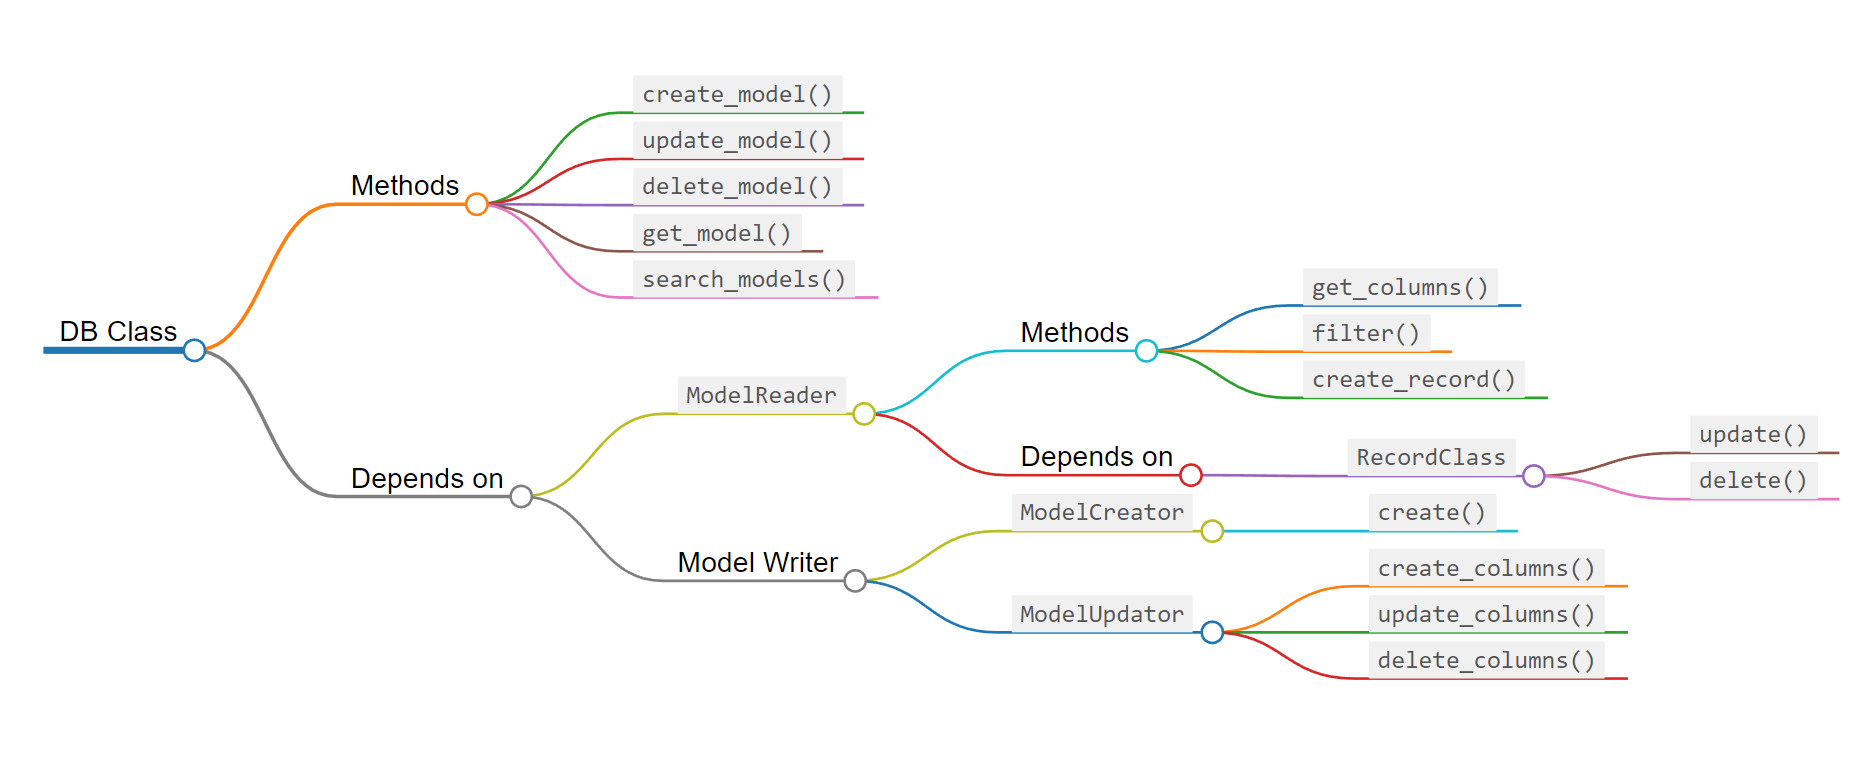 DB Class
Methods
create_model()
update_model()
delete_model()
get_model()
search_models()
Depends on
ModelReader
Methods
get_columns()
filter()
create_record()
Depends on
RecordClass
update()
delete()
Model Writer
ModelCreator
create()
ModelUpdator
create_columns()
update_columns()
delete_columns()